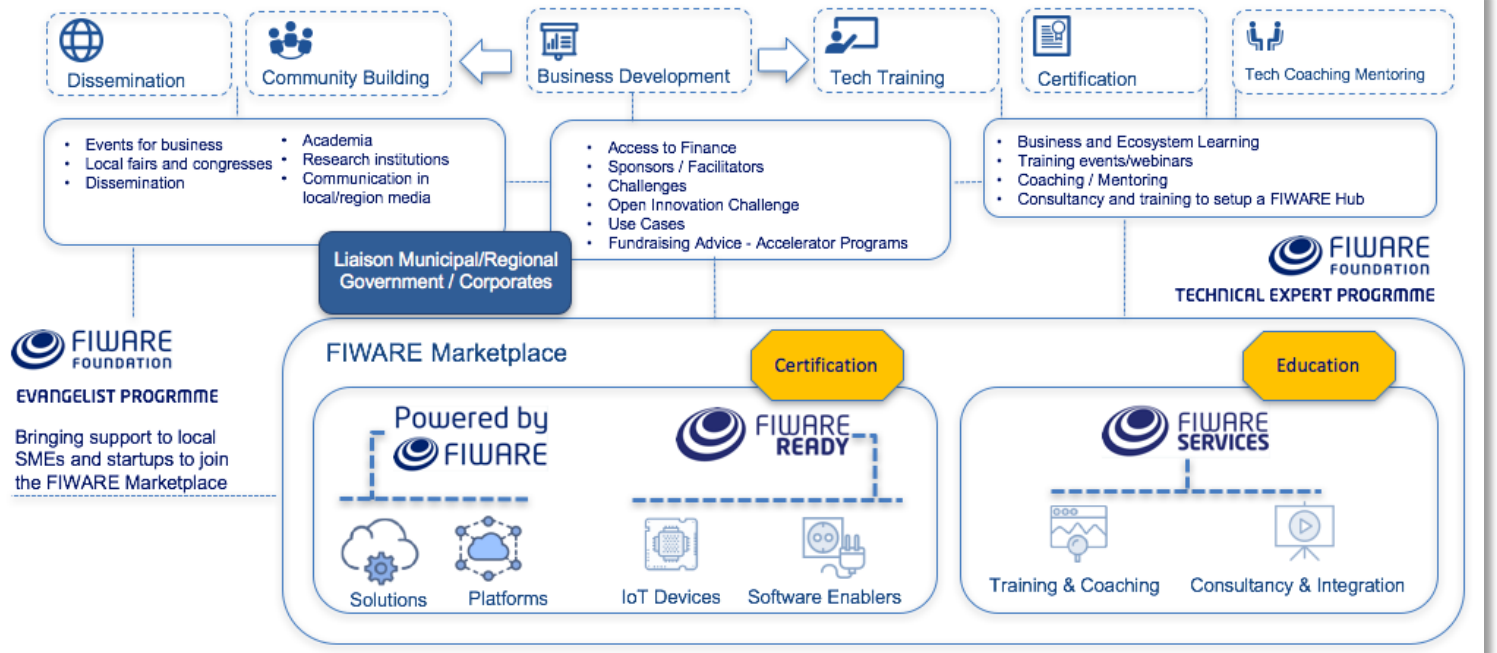 Dissemination
Community Building
Business Development
Tech Training
Certification
Tech Coaching Mentoring
• Events for business
• Local fairs and congresses
• Dissemination
• Academia
• Research institutions
• Communication in
local/region media
• Access to Finance
• Sponsors / Facilitators
• Challenges
• Open Innovation Challenge
• Use Cases
• Fundraising Advice - Accelerator Programs
• Business and Ecosystem Learning
• Training events/webinars
• Coaching / Mentoring
• Consultancy and training to setup a FIWARE Hub
Liaison Municipal/Regional
Government / Corporates
FIWARE
FOUNDATION
TECHNICAL EXPERT PROGRMME
FIWARE
FOUNDATION
EVANGELIST PROGRMME
Bringing support to local
SMEs and startups to join
the FIWARE Marketplace
FIWARE Marketplace
Certification
Education
Powered by
FIWARE
FIWARE
READY
FIWARE
SERVICES
Solutions
Platforms
IoT Devices
Software Enablers
Training & Coaching
Consultancy & Integration